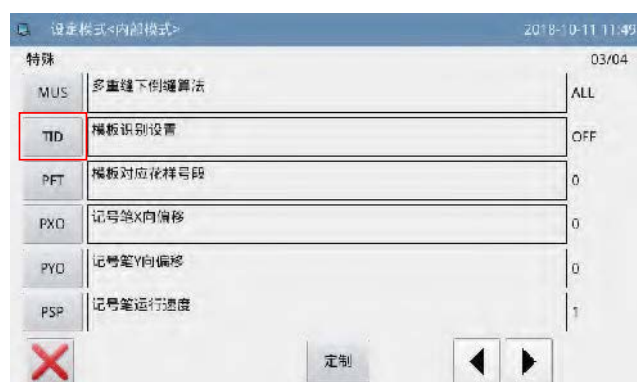 设定模式<内部模式> 2018-10-11 11:49
特殊 03/04
MUS 多重缝下倒缝算法 ALL
TID 模板识别设置 OFF
PFT 模板对应花样号段 0
PXO 记号笔X向偏移 0
PYO 记号笔Y向偏移 0
PSP 记号笔运行速度 1
定制